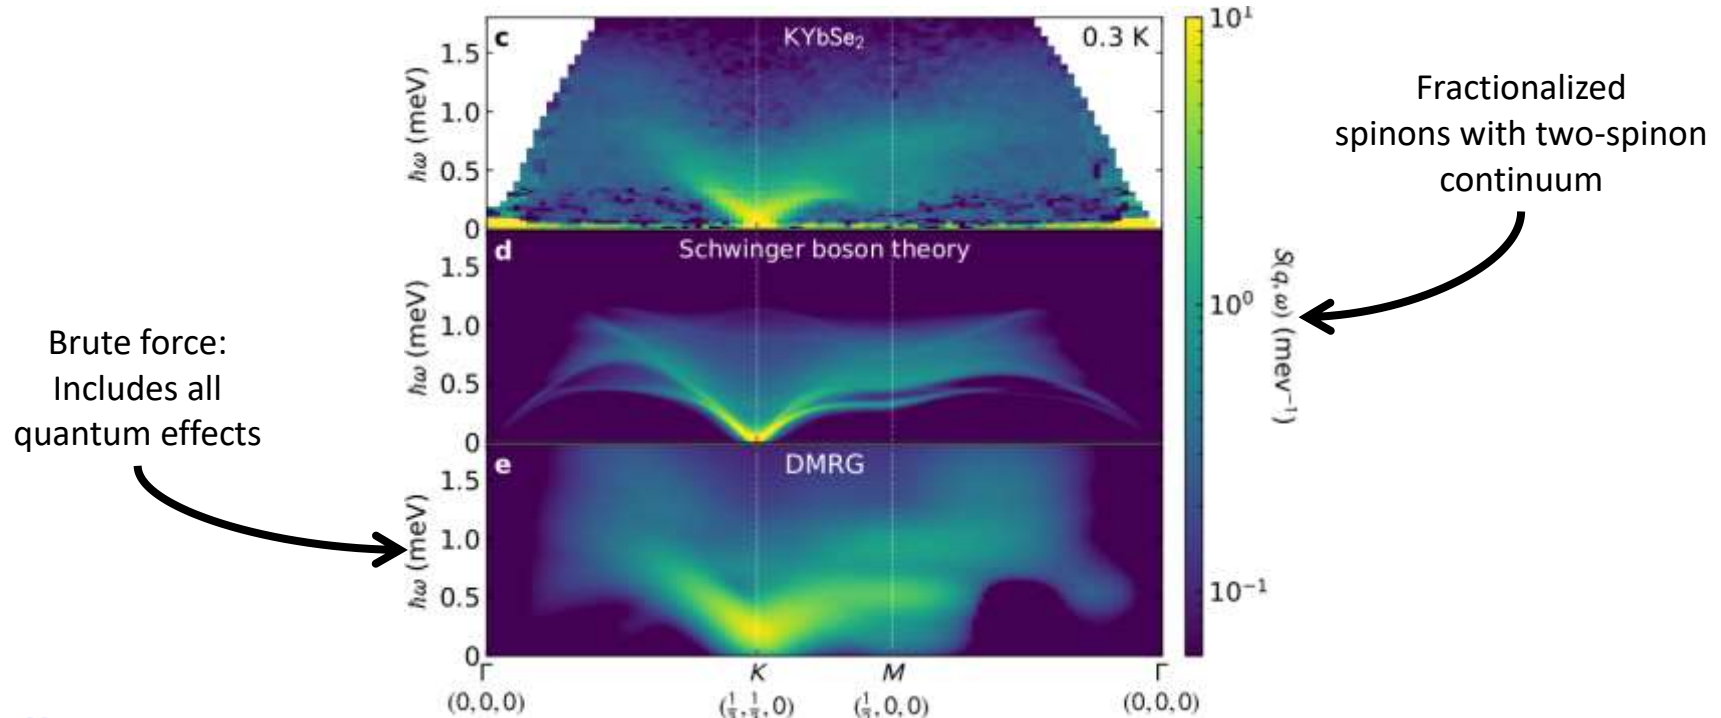 c
KYbSe₂
0.3 K
1.5
1.0
0.5
0
ℏω (meV)
d
Schwinger boson theory
1.5
1.0
0.5
0
ℏω (meV)
e
DMRG
1.5
1.0
0.5
0
ℏω (meV)
Γ
K
M
Γ
(0,0,0)
(0,0,0)
10¹
10⁰
10⁻¹
S(q, ω) (mev⁻¹)
Fractionalized
spinons with two-spinon
continuum
Brute force:
Includes all
quantum effects